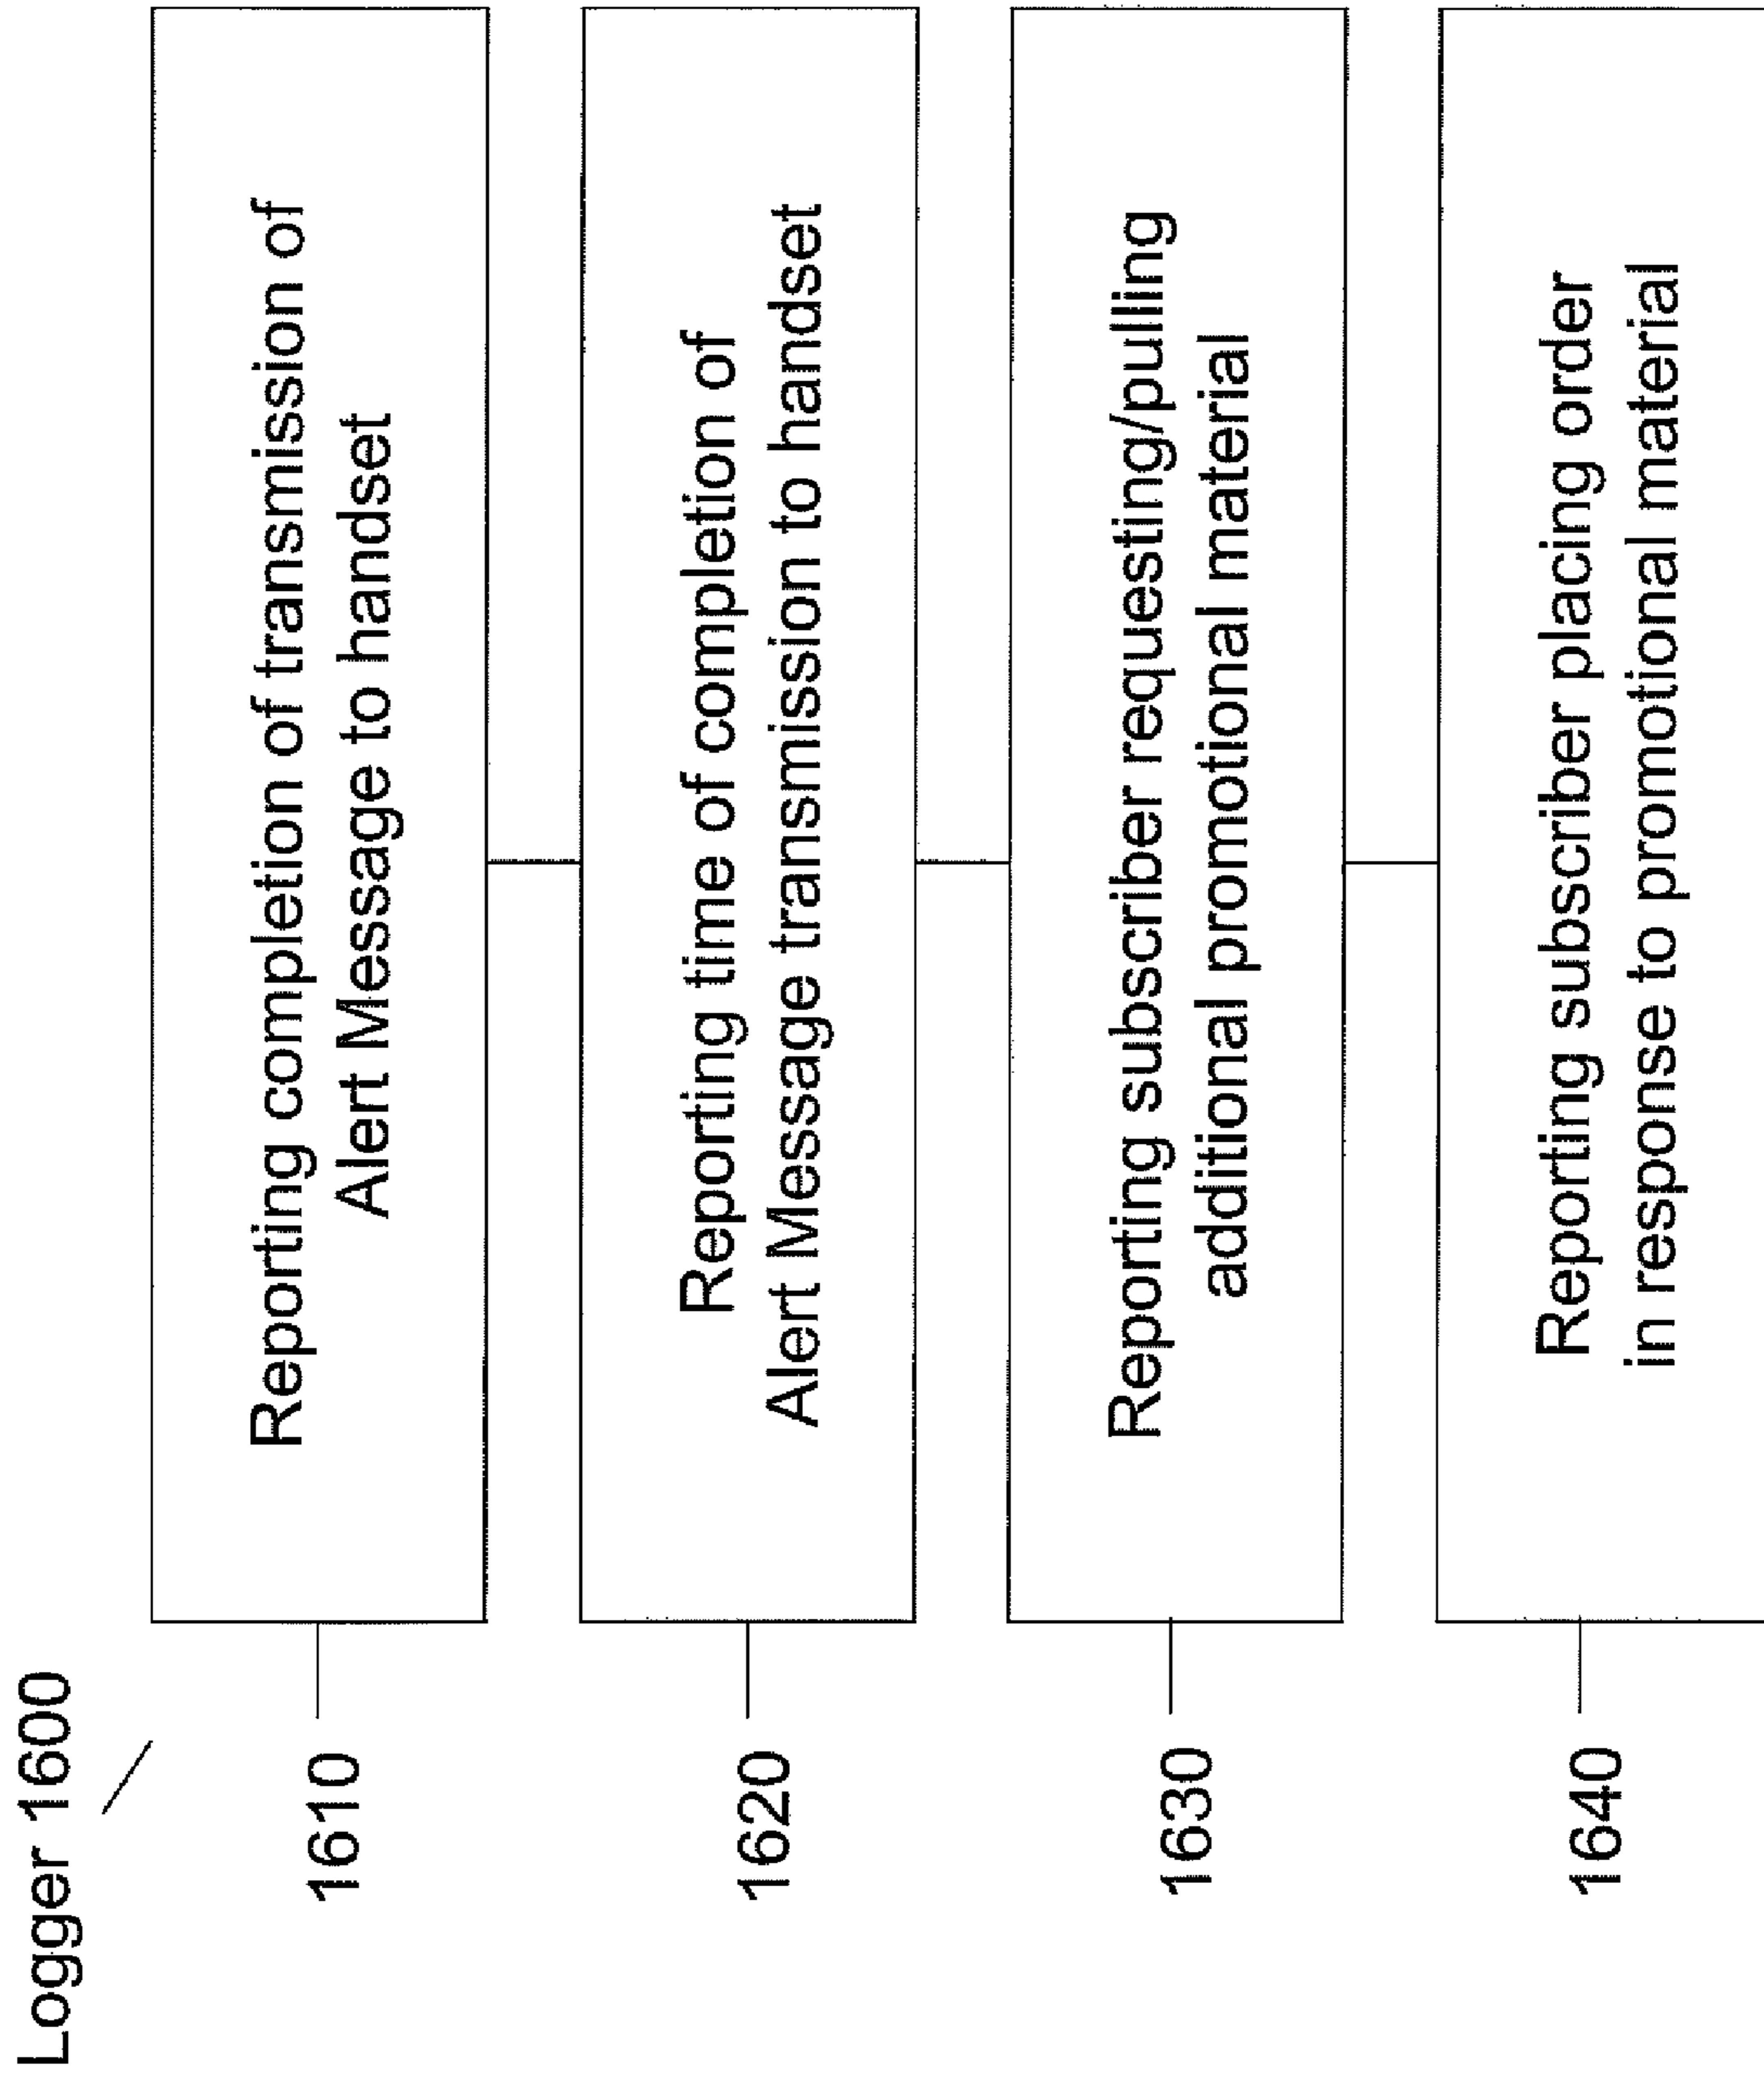 Logger 1600
1610
Reporting completion of transmission of
Alert Message to handset
1620
Reporting time of completion of
Alert Message transmission to handset
1630
Reporting subscriber requesting/pulling
additional promotional material
1640
Reporting subscriber placing order
in response to promotional material